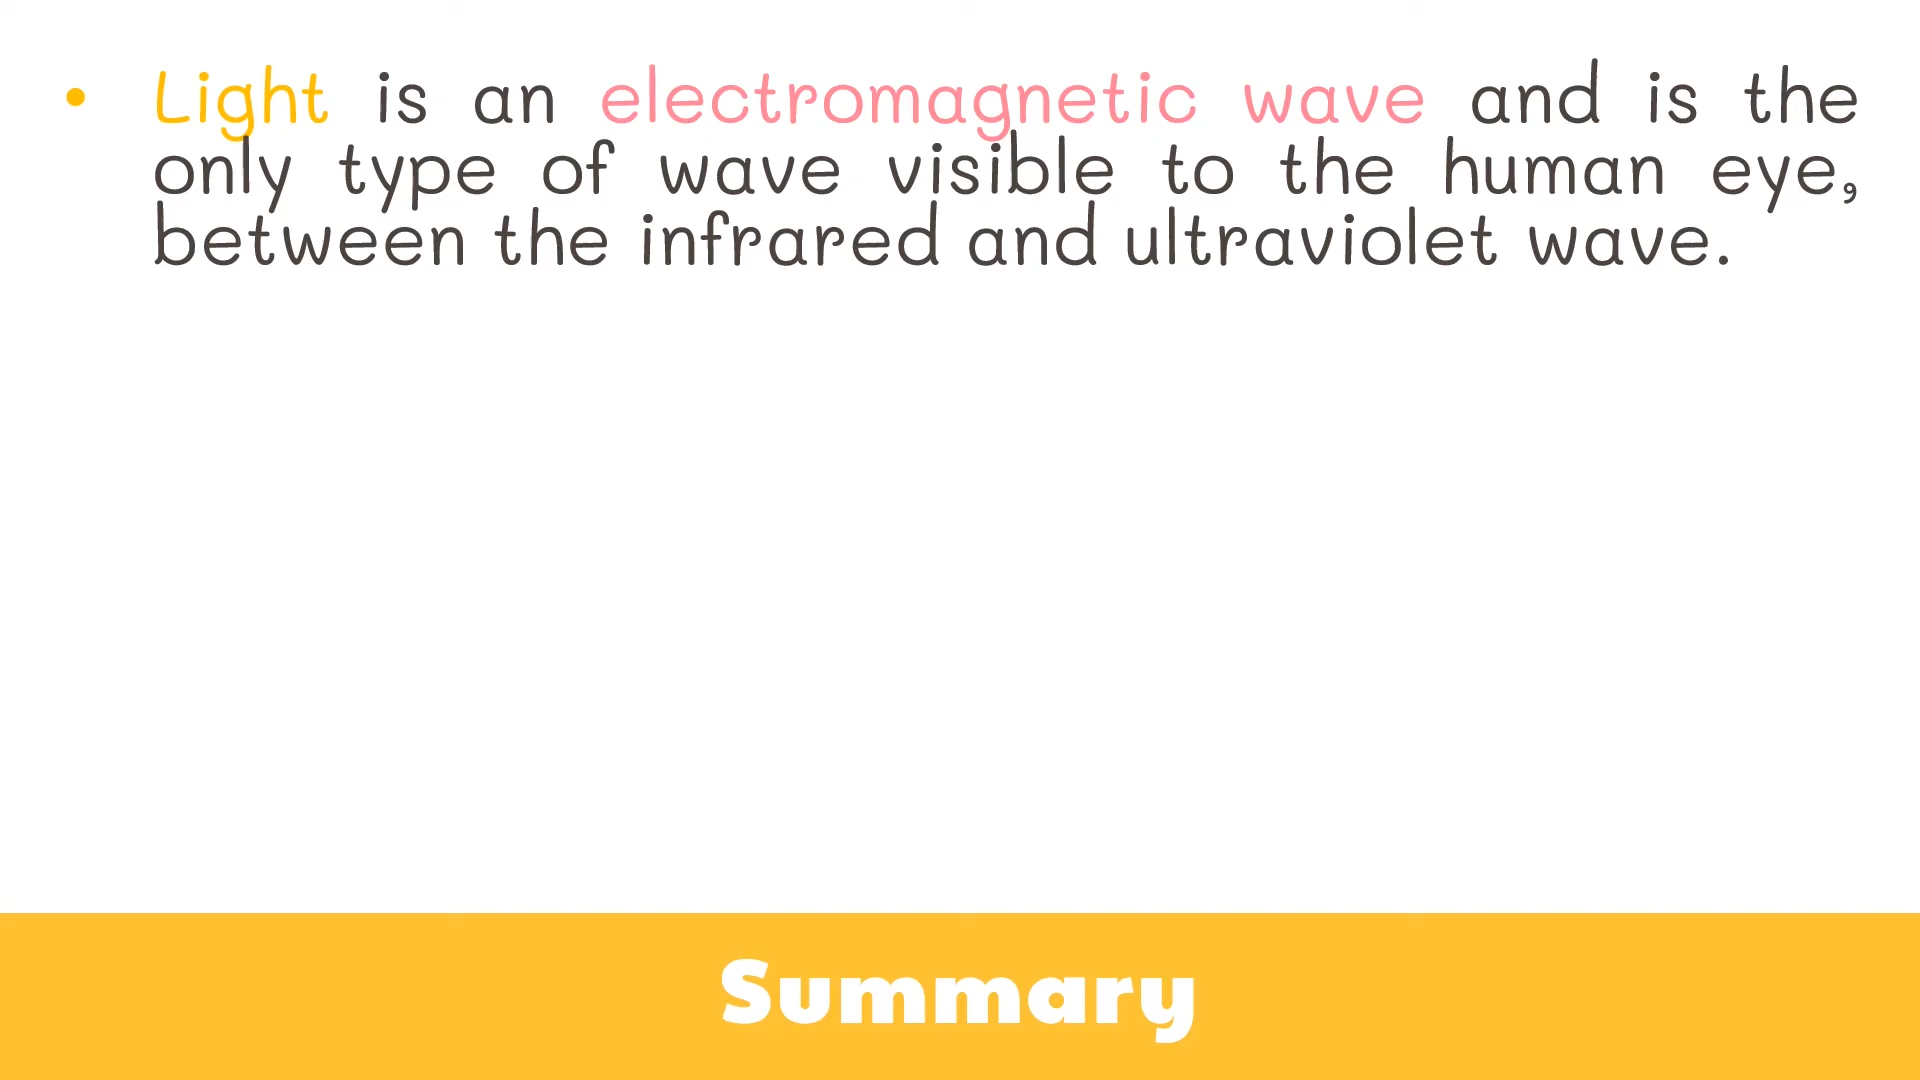 • Light is an electromagnetic wave and is the
only type of wave visible to the human eye,
between the infrared and ultraviolet wave.
Summary